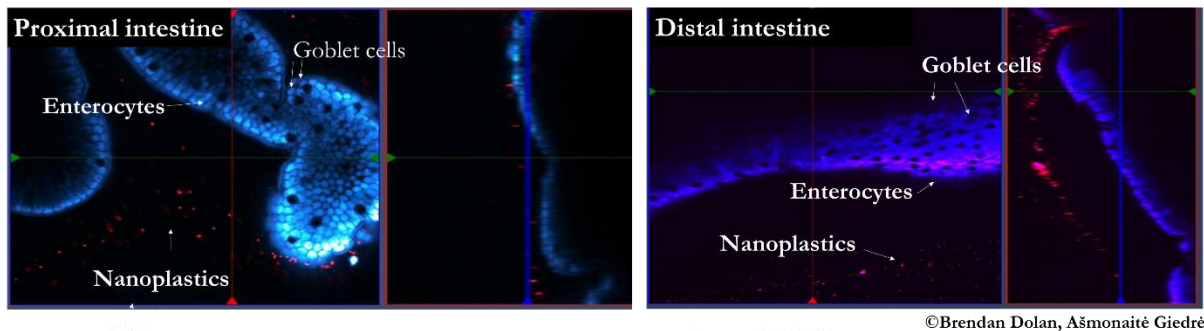 Proximal intestine
Goblet cells
Enterocytes
Nanoplastics
Distal intestine
Goblet cells
Enterocytes
Nanoplastics
©Brendan Dolan, Ašmonaitė Giedrė